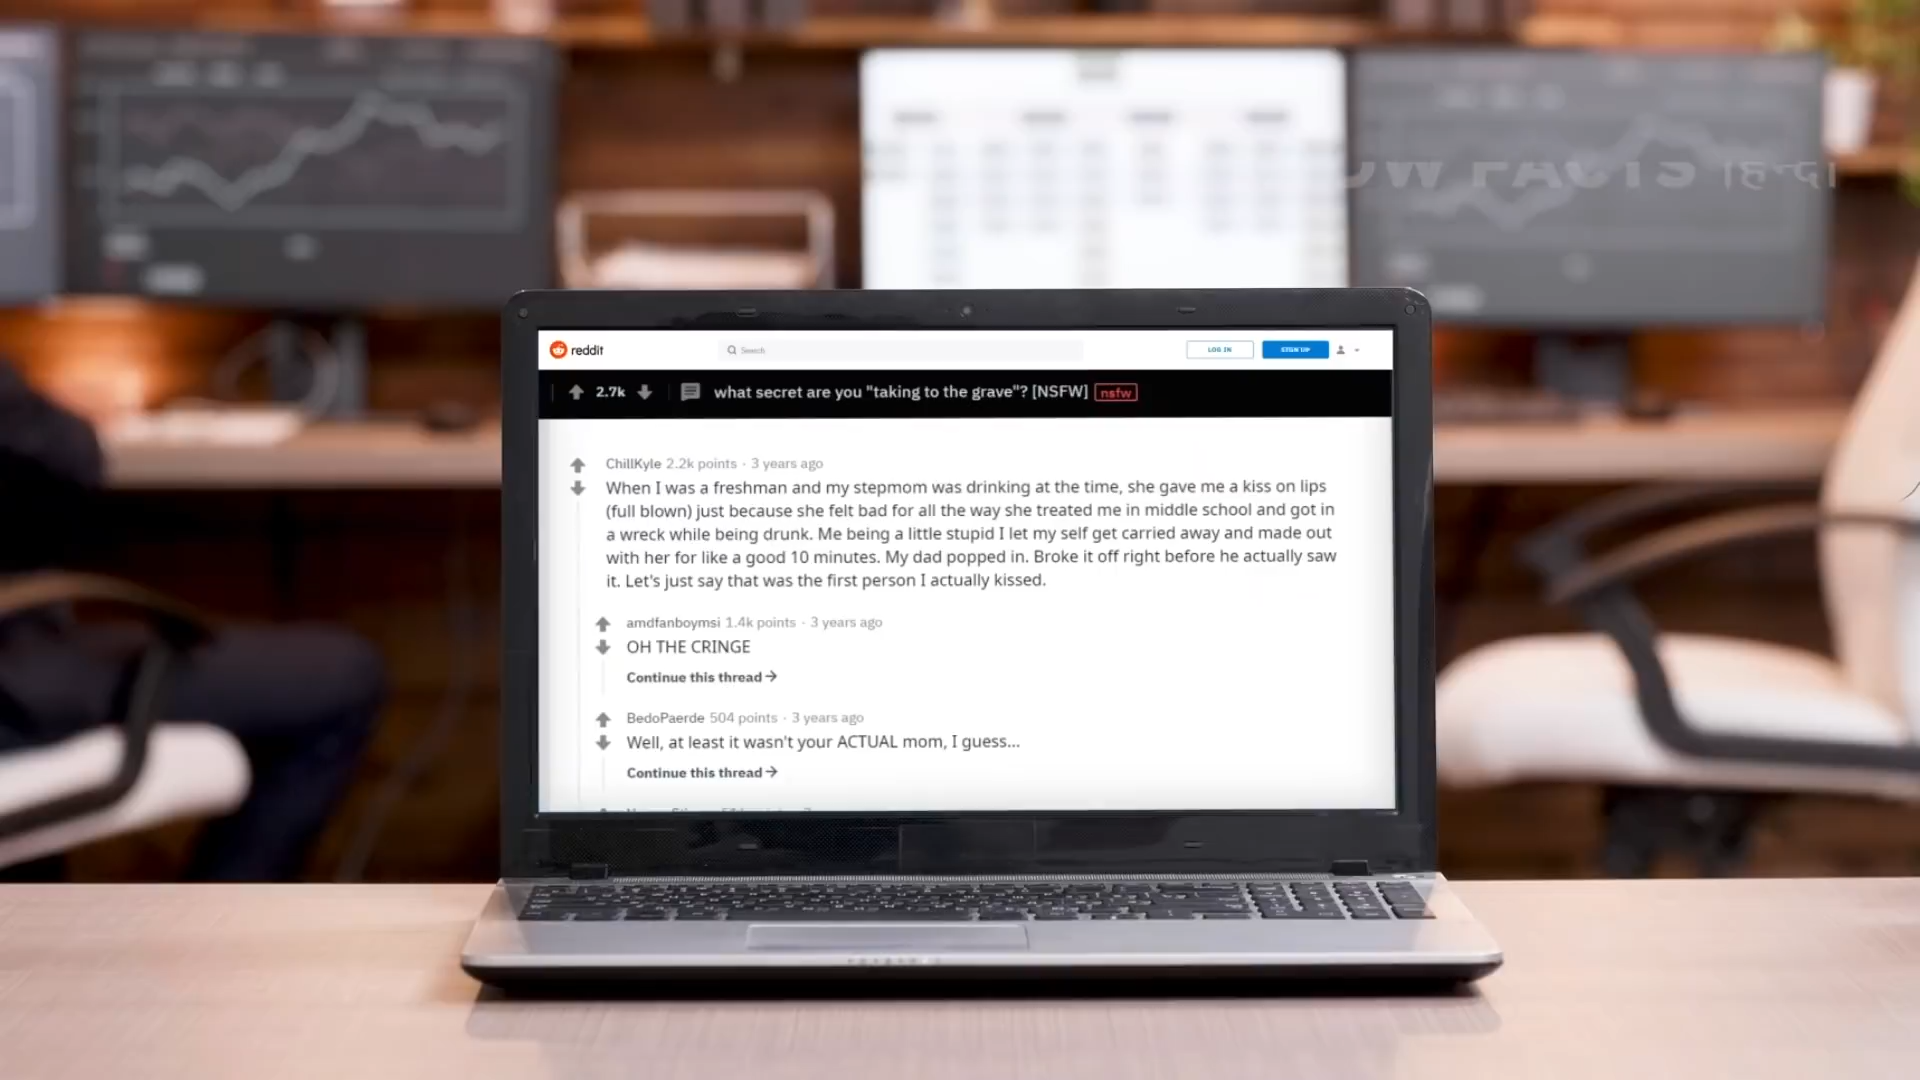 reddit
Search
LOG IN
SIGN UP
2.7k
what secret are you "taking to the grave"? [NSFW] nsfw
ChillKyle 2.2k points · 3 years ago
When I was a freshman and my stepmom was drinking at the time, she gave me a kiss on lips
(full blown) just because she felt bad for all the way she treated me in middle school and got in
a wreck while being drunk. Me being a little stupid I let my self get carried away and made out
with her for like a good 10 minutes. My dad popped in. Broke it off right before he actually saw
it. Let's just say that was the first person I actually kissed.
amdfanboymsi 1.4k points · 3 years ago
OH THE CRINGE
Continue this thread →
BedoPaerde 504 points · 3 years ago
Well, at least it wasn't your ACTUAL mom, I guess...
Continue this thread →